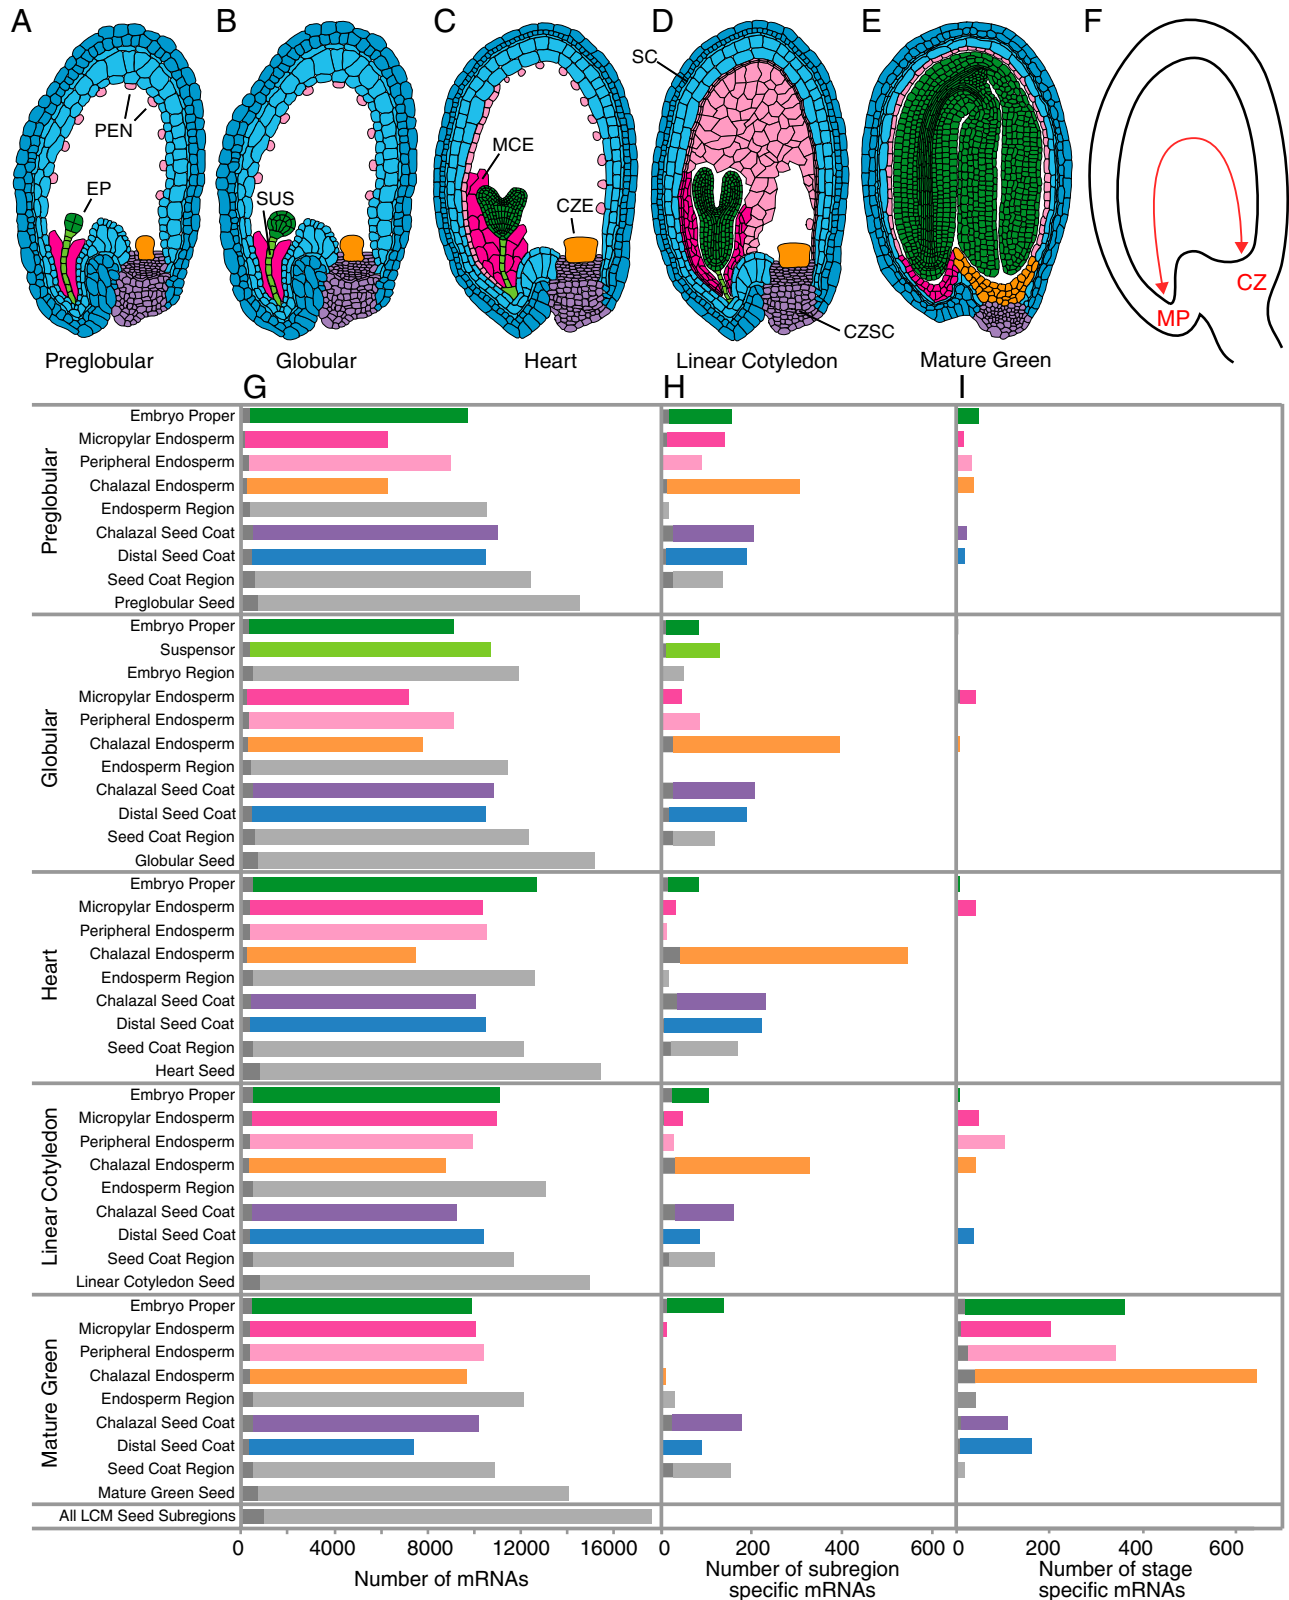 A B C D E F
SC
PEN
MCE
EP
SUS
CZE
CZ
MP
CZSC
Preglobular Globular Heart Linear Cotyledon Mature Green
G H I
Preglobular
Embryo Proper
Micropylar Endosperm
Peripheral Endosperm
Chalazal Endosperm
Endosperm Region
Chalazal Seed Coat
Distal Seed Coat
Seed Coat Region
Preglobular Seed
Globular
Embryo Proper
Suspensor
Embryo Region
Micropylar Endosperm
Peripheral Endosperm
Chalazal Endosperm
Endosperm Region
Chalazal Seed Coat
Distal Seed Coat
Seed Coat Region
Globular Seed
Heart
Embryo Proper
Micropylar Endosperm
Peripheral Endosperm
Chalazal Endosperm
Endosperm Region
Chalazal Seed Coat
Distal Seed Coat
Seed Coat Region
Heart Seed
Linear Cotyledon
Embryo Proper
Micropylar Endosperm
Peripheral Endosperm
Chalazal Endosperm
Endosperm Region
Chalazal Seed Coat
Distal Seed Coat
Seed Coat Region
Linear Cotyledon Seed
Mature Green
Embryo Proper
Micropylar Endosperm
Peripheral Endosperm
Chalazal Endosperm
Endosperm Region
Chalazal Seed Coat
Distal Seed Coat
Seed Coat Region
Mature Green Seed
All LCM Seed Subregions
0 4000 8000 12000 16000 0 200 400 600 0 200 400 600
Number of mRNAs
Number of subregion
specific mRNAs
Number of stage
specific mRNAs